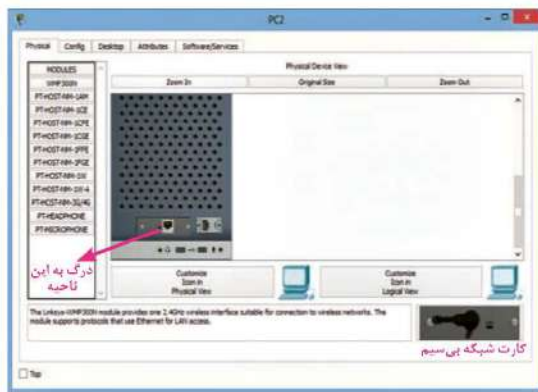 PC2
Physical Config Desktop Attributes Software/Services
MODULES
WMP300N
PT-HOST-NM-1AM
PT-HOST-NM-1CE
PT-HOST-NM-1CFE
PT-HOST-NM-1CGE
PT-HOST-NM-1FFE
PT-HOST-NM-1FGE
PT-HOST-NM-1W
PT-HOST-NM-1W-A
PT-HOST-NM-3G/4G
PT-HEADPHONE
PT-MICROPHONE
Physical Device View
Zoom In Original Size Zoom Out
درگ به این
ناحیه
Customize
Icon in
Physical View
Customize
Icon in
Logical View
The Linksys-WMP300N module provides one 2.4GHz wireless interface suitable for connection to wireless networks. The
module supports protocols that use Ethernet for LAN access.
کارت شبکه بی‌سیم
Top